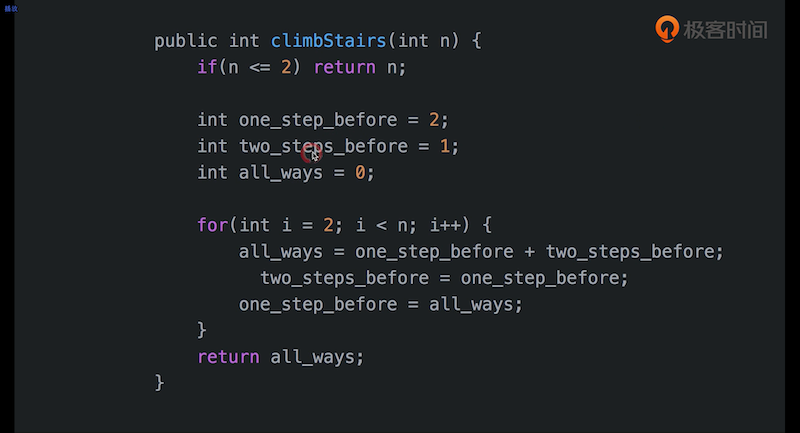 播放
极客时间
public int climbStairs(int n) {
if(n <= 2) return n;
int one_step_before = 2;
int two_steps_before = 1;
int all_ways = 0;
for(int i = 2; i < n; i++) {
all_ways = one_step_before + two_steps_before;
two_steps_before = one_step_before;
one_step_before = all_ways;
}
return all_ways;
}